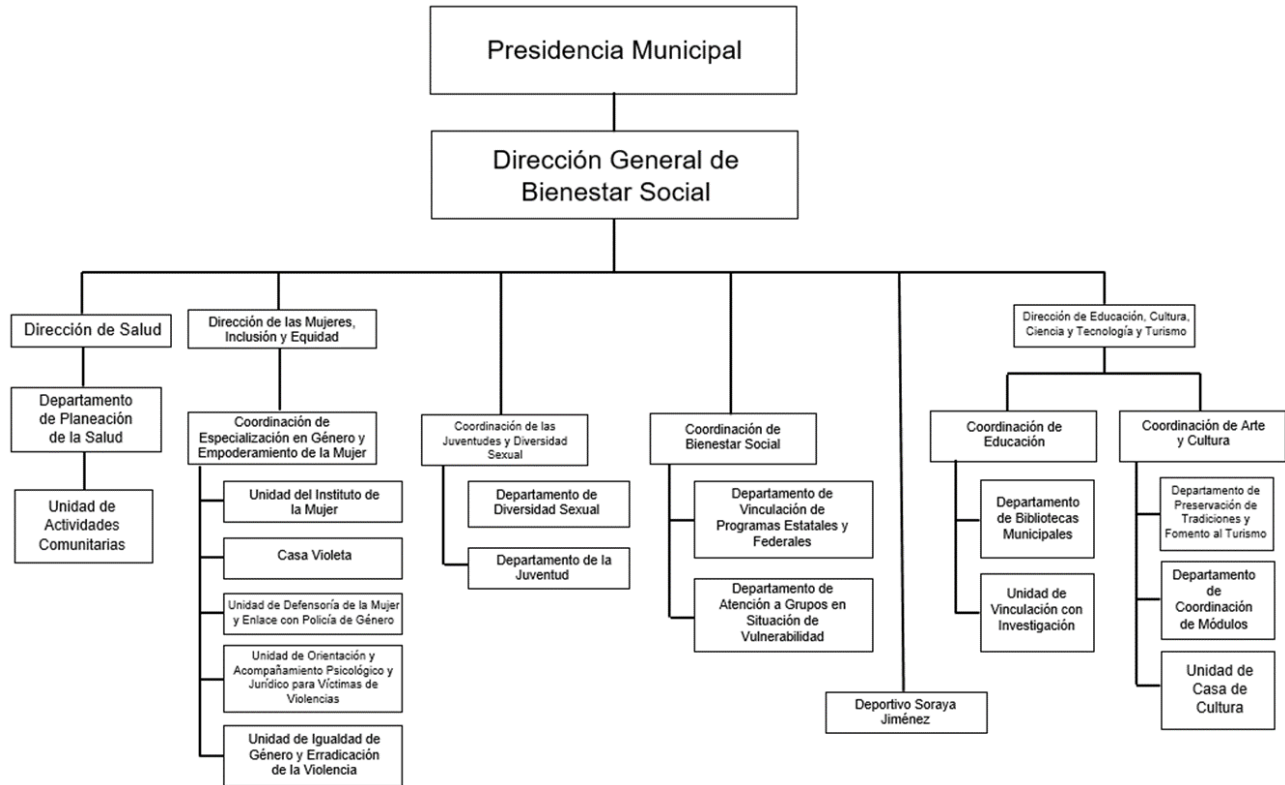 Presidencia Municipal
Dirección General de
Bienestar Social
Dirección de Salud
Dirección de las Mujeres,
Inclusión y Equidad
Dirección de Educación, Cultura,
Ciencia y Tecnología y Turismo
Departamento
de Planeación
de la Salud
Unidad de
Actividades
Comunitarias
Coordinación de
Especialización en Género y
Empoderamiento de la Mujer
Unidad del Instituto de
la Mujer
Casa Violeta
Unidad de Defensoría de la Mujer
y Enlace con Policía de Género
Unidad de Orientación y
Acompañamiento Psicológico y
Jurídico para Víctimas de
Violencias
Unidad de Igualdad de
Género y Erradicación
de la Violencia
Coordinación de las
Juventudes y Diversidad
Sexual
Departamento de
Diversidad Sexual
Departamento de la
Juventud
Coordinación de
Bienestar Social
Departamento de
Vinculación de
Programas Estatales y
Federales
Departamento de
Atención a Grupos en
Situación de
Vulnerabilidad
Deportivo Soraya
Jiménez
Coordinación de
Educación
Departamento
de Bibliotecas
Municipales
Unidad de
Vinculación con
Investigación
Coordinación de Arte
y Cultura
Departamento de
Preservación de
Tradiciones y
Fomento al Turismo
Departamento
de
Coordinación
de Módulos
Unidad de
Casa de
Cultura